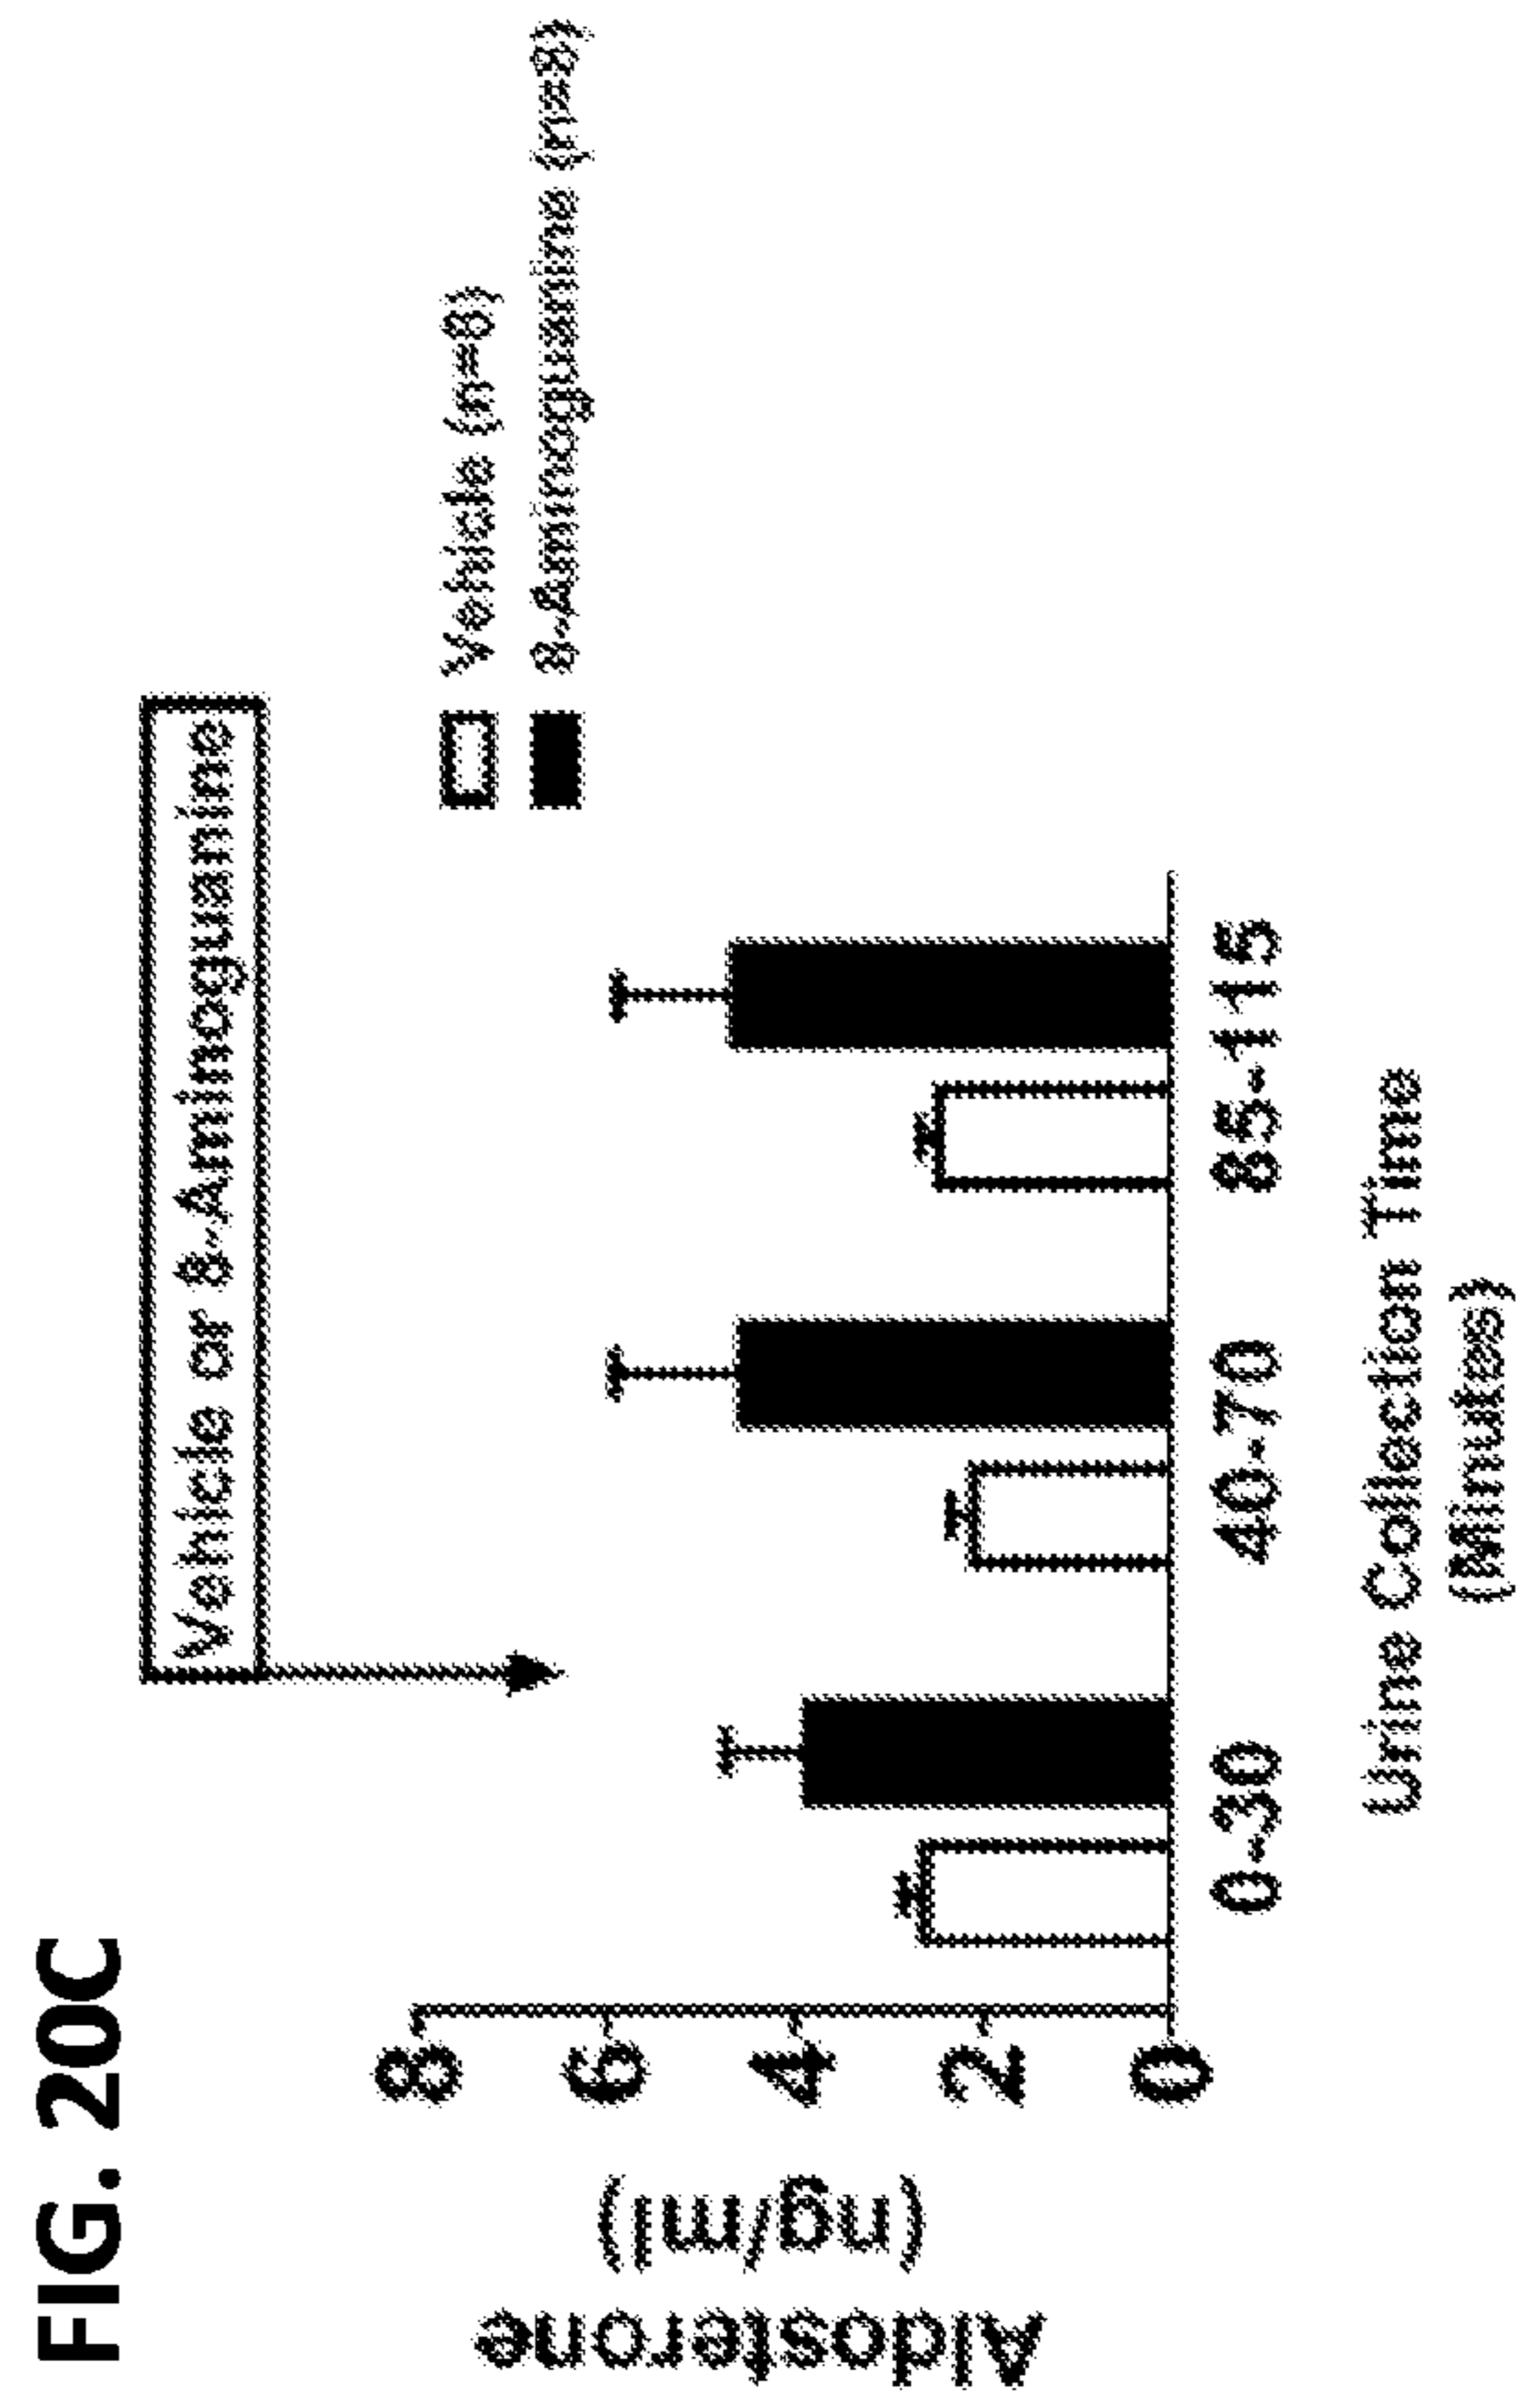 FIG. 20C
Vehicle or 8-Aminoguanine
Vehicle (n=8)
8-Aminoguanine (n=8)
Aldosterone
(ng/ml)
8
6
4
2
0
0-30 40-70 85-115
Urine Collection Time
(Minutes)